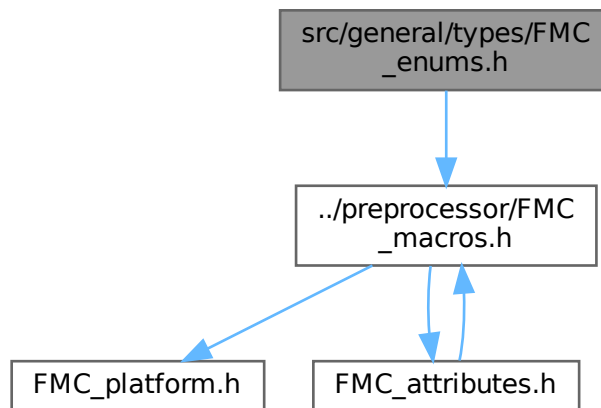 src/general/types/FMC
_enums.h
../preprocessor/FMC
_macros.h
FMC_platform.h
FMC_attributes.h